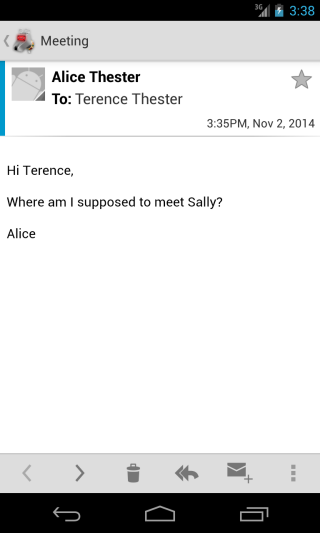 3G 3:38
Meeting
Alice Thester
To: Terence Thester
3:35PM, Nov 2, 2014
Hi Terence,
Where am I supposed to meet Sally?
Alice